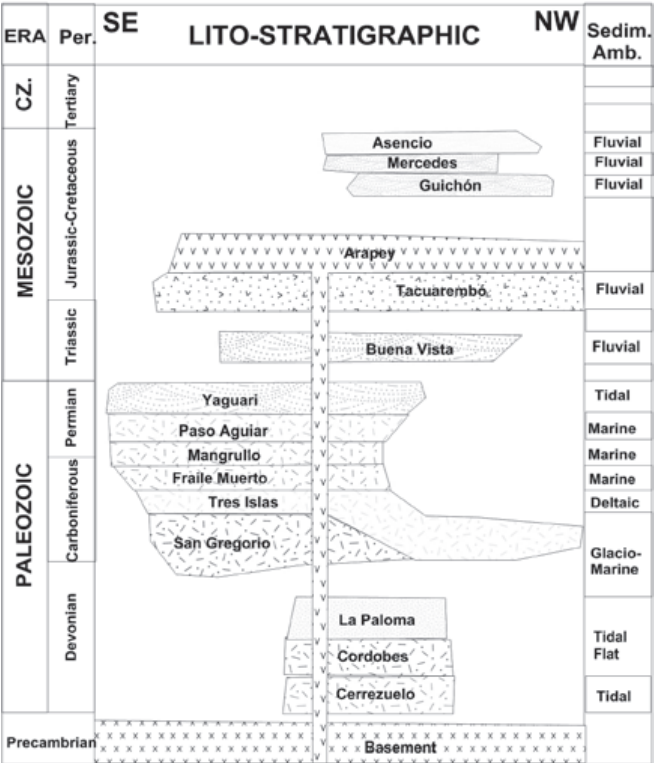 ERA
Per.
SE
LITO-STRATIGRAPHIC
NW
Sedim.
Amb.
CZ.
Tertiary
MESOZOIC
Jurassic-Cretaceous
Triassic
PALEOZOIC
Permian
Carboniferous
Devonian
Precambrian
Asencio
Fluvial
Mercedes
Fluvial
Guichón
Fluvial
Arapey
Tacuarembó
Fluvial
Buena Vista
Fluvial
Yaguari
Tidal
Paso Aguiar
Marine
Mangrullo
Marine
Fraile Muerto
Marine
Tres Islas
Deltaic
San Gregorio
Glacio-
Marine
La Paloma
Cordobes
Tidal
Flat
Cerrezuelo
Tidal
Basement